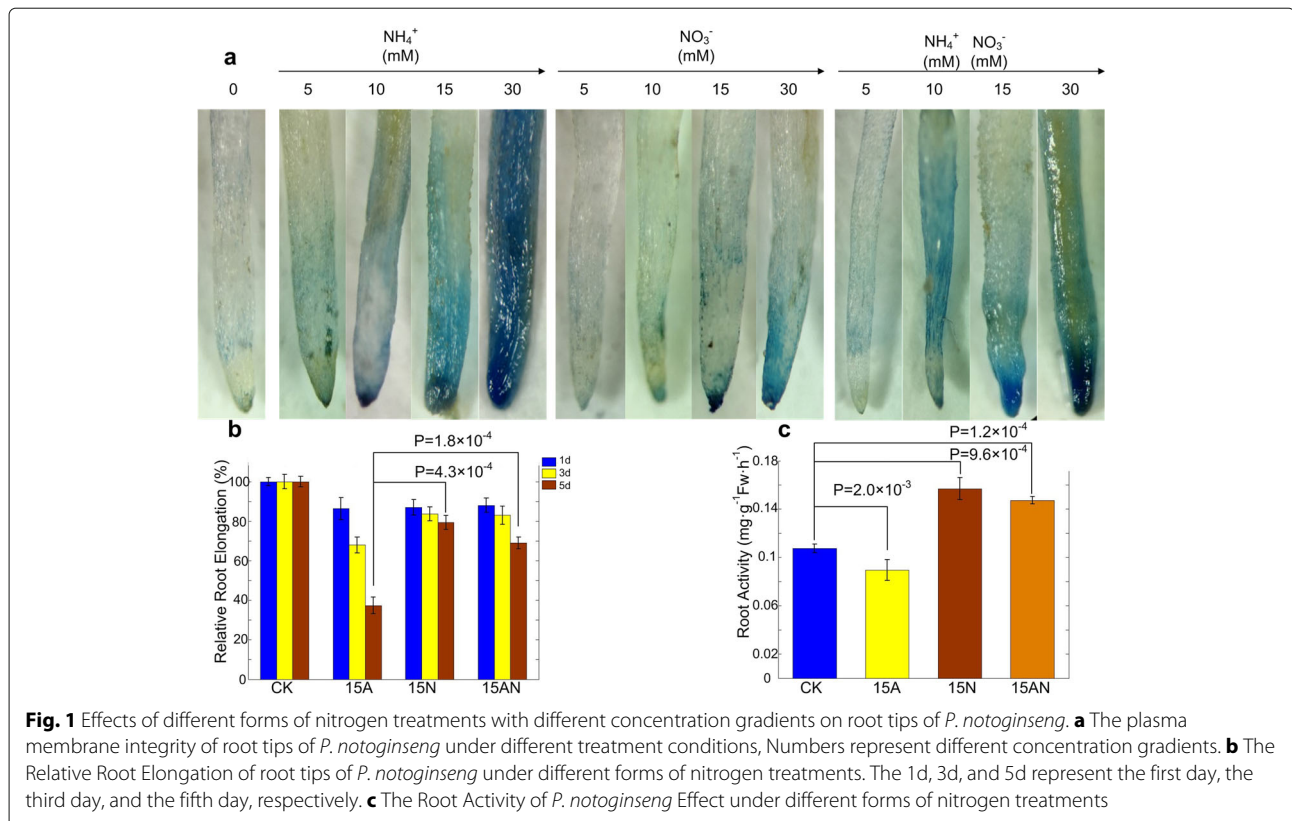 a
NH₄⁺
(mM)
NO₃⁻
(mM)
NH₄⁺ NO₃⁻
(mM) (mM)
0 5 10 15 30 5 10 15 30 5 10 15 30
b
P=1.8×10⁻⁴
P=4.3×10⁻⁴
1d
3d
5d
Relative Root Elongation (%)
100
80
60
40
20
0
CK 15A 15N 15AN
c
P=1.2×10⁻⁴
P=9.6×10⁻⁴
P=2.0×10⁻³
Root Activity (mg·g⁻¹Fw·h⁻¹)
0.18
0.14
0.1
0.06
0.02
0
CK 15A 15N 15AN
Fig. 1 Effects of different forms of nitrogen treatments with different concentration gradients on root tips of P. notoginseng. a The plasma
membrane integrity of root tips of P. notoginseng under different treatment conditions, Numbers represent different concentration gradients. b The
Relative Root Elongation of root tips of P. notoginseng under different forms of nitrogen treatments. The 1d, 3d, and 5d represent the first day, the
third day, and the fifth day, respectively. c The Root Activity of P. notoginseng Effect under different forms of nitrogen treatments